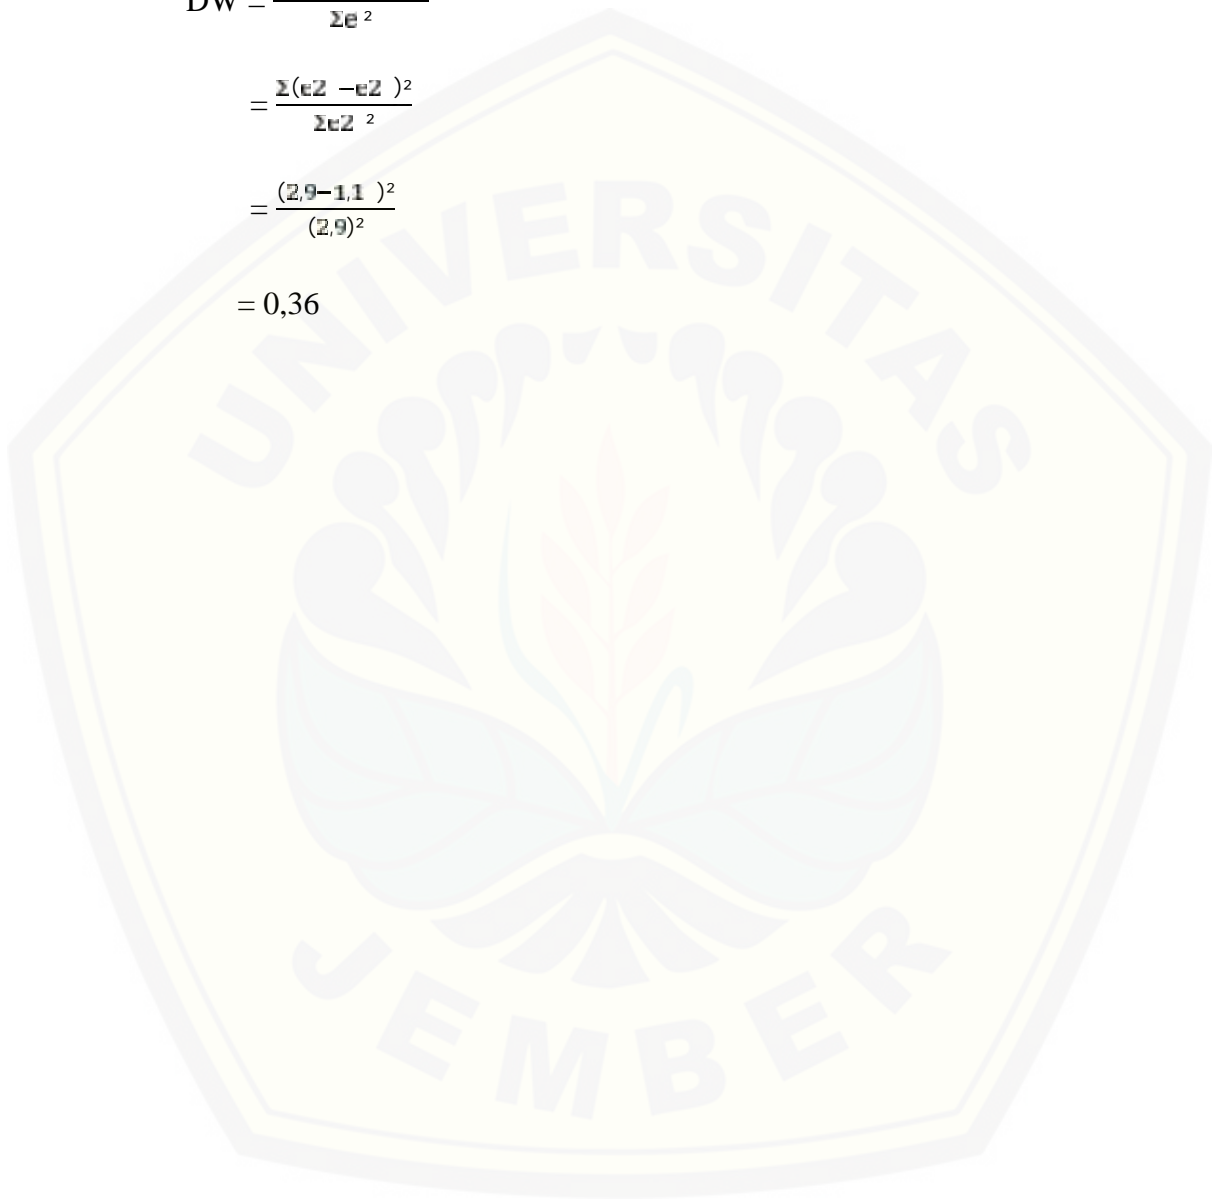 DW = Σe ²
= Σ(e2 −e2 )² / Σe2 ²
= (2,9−1,1 )² / (2,9)²
= 0,36
UNIVERSITAS
JEMBER